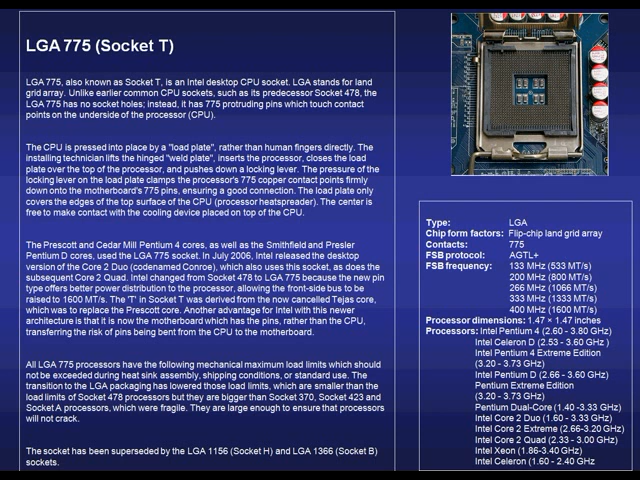 LGA 775 (Socket T)
LGA 775, also known as Socket T, is an Intel desktop CPU socket. LGA stands for land
grid array. Unlike earlier common CPU sockets, such as its predecessor Socket 478, the
LGA 775 has no socket holes; instead, it has 775 protruding pins which touch contact
points on the underside of the processor (CPU).
The CPU is pressed into place by a "load plate", rather than human fingers directly. The
installing technician lifts the hinged "weld plate", inserts the processor, closes the
load plate over the top of the processor, and pushes down a locking lever. The pressure of the
locking lever on the load plate clamps the processor's 775 copper contact points firmly
down onto the motherboard's 775 pins, ensuring a good connection. The load plate only
covers the edges of the top surface of the CPU (processor heatspreader). The center is
free to make contact with the cooling device placed on top of the CPU.
The Prescott and Cedar Mill Pentium 4 cores, as well as the Smithfield and Presler
Pentium D cores, used the LGA 775 socket. In July 2006, Intel released the desktop
version of the Core 2 Duo (codenamed Conroe), which also uses this socket, as does the
subsequent Core 2 Quad. Intel changed from Socket 478 to LGA 775 because the new pin
type offers better power distribution to the processor, allowing the front-side bus to be
raised to 1600 MT/s. The 'T' in Socket T was derived from the now cancelled Tejas core,
which was to replace the Prescott core. Another advantage for Intel with this newer
architecture is that it is now the motherboard which has the pins, rather than the CPU,
transferring the risk of pins being bent from the CPU to the motherboard.
All LGA 775 processors have the following mechanical maximum load limits which should
not be exceeded during heat sink assembly, shipping conditions, or standard use. The
transition to the LGA packaging has lowered those load limits, which are smaller than the
load limits of Socket 478 processors but they are bigger than Socket 370, Socket 423 and
Socket A processors, which were fragile. They are large enough to ensure that processors
will not crack.
The socket has been superseded by the LGA 1156 (Socket H) and LGA 1366 (Socket B)
sockets.
Type: LGA
Chip form factors: Flip-chip land grid array
Contacts: 775
FSB protocol: AGTL+
FSB frequency: 133 MHz (533 MT/s)
200 MHz (800 MT/s)
266 MHz (1066 MT/s)
333 MHz (1333 MT/s)
400 MHz (1600 MT/s)
Processor dimensions: 1.47 × 1.47 inches
Processors: Intel Pentium 4 (2.60 - 3.80 GHz)
Intel Celeron D (2.53 - 3.60 GHz )
Intel Pentium 4 Extreme Edition
(3.20 - 3.73 GHz)
Intel Pentium D (2.66 - 3.60 GHz)
Pentium Extreme Edition
(3.20 - 3.73 GHz)
Pentium Dual-Core (1.40 -3.33 GHz)
Intel Core 2 Duo (1.60 - 3.33 GHz)
Intel Core 2 Extreme (2.66-3.20 GHz)
Intel Core 2 Quad (2.33 - 3.00 GHz)
Intel Xeon (1.86-3.40 GHz)
Intel Celeron (1.60 - 2.40 GHz